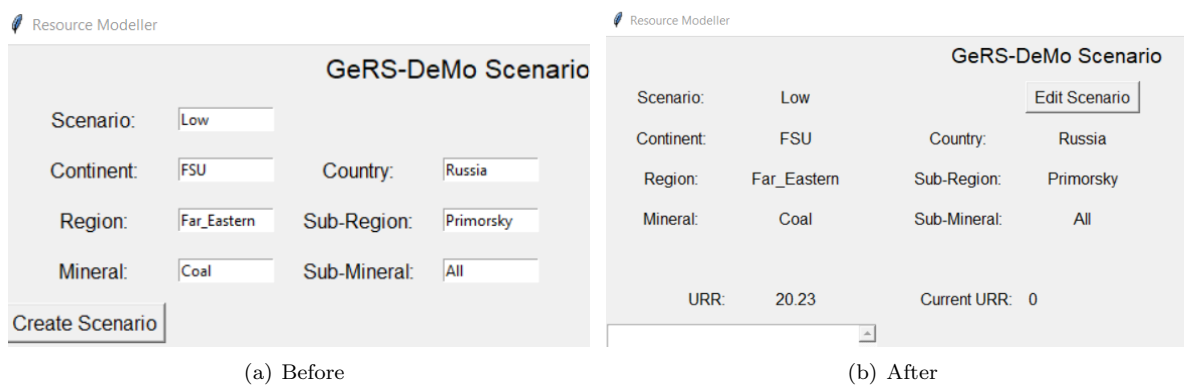 Resource Modeller
GeRS-DeMo Scenario
Scenario: Low
Continent: FSU Country: Russia
Region: Far_Eastern Sub-Region: Primorsky
Mineral: Coal Sub-Mineral: All
Create Scenario
(a) Before
Resource Modeller
GeRS-DeMo Scenario
Scenario: Low Edit Scenario
Continent: FSU Country: Russia
Region: Far_Eastern Sub-Region: Primorsky
Mineral: Coal Sub-Mineral: All
URR: 20.23 Current URR: 0
(b) After